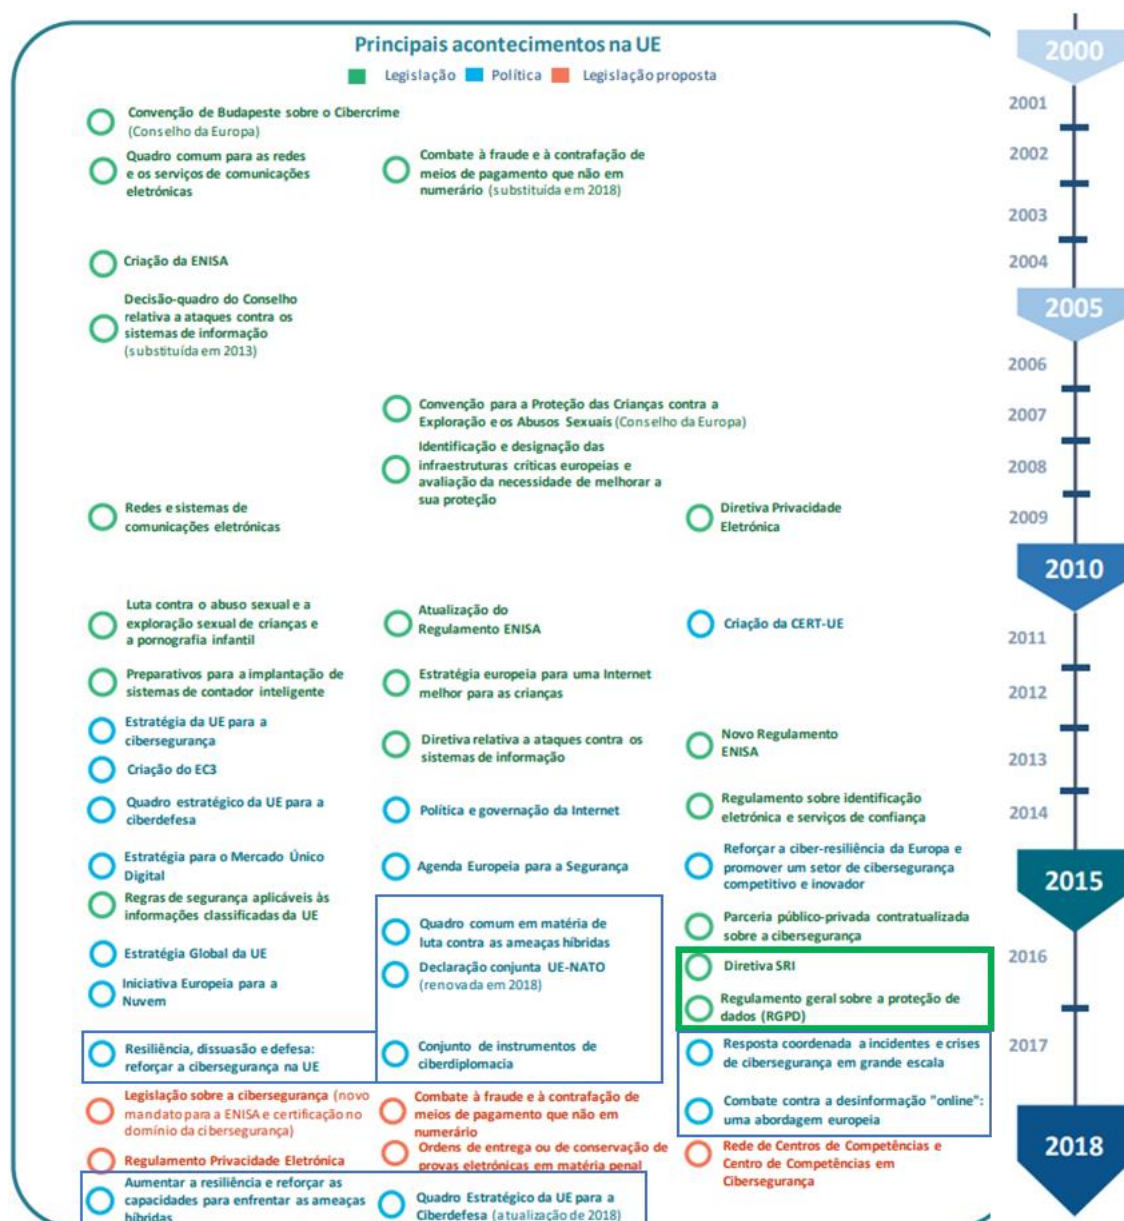 Principais acontecimentos na UE
Legislação Política Legislação proposta
Convenção de Budapeste sobre o Cibercrime
(Conselho da Europa)
Quadro comum para as redes
e os serviços de comunicações
eletrónicas
Combate à fraude e à contrafação de
meios de pagamento que não em
numerário (substituída em 2018)
Criação da ENISA
Decisão-quadro do Conselho
relativa a ataques contra os
sistemas de informação
(substituída em 2013)
Convenção para a Proteção das Crianças contra a
Exploração e os Abusos Sexuais (Conselho da Europa)
Identificação e designação das
infraestruturas críticas europeias e
avaliação da necessidade de melhorar a
sua proteção
Redes e sistemas de
comunicações eletrónicas
Diretiva Privacidade
Eletrónica
Luta contra o abuso sexual e a
exploração sexual de crianças e
a pornografia infantil
Atualização do
Regulamento ENISA
Criação da CERT-UE
Preparativos para a implantação de
sistemas de contador inteligente
Estratégia europeia para uma Internet
melhor para as crianças
Estratégia da UE para a
cibersegurança
Diretiva relativa a ataques contra os
sistemas de informação
Novo Regulamento
ENISA
Criação do EC3
Quadro estratégico da UE para a
ciberdefesa
Política e governação da Internet
Regulamento sobre identificação
eletrónica e serviços de confiança
Estratégia para o Mercado Único
Digital
Agenda Europeia para a Segurança
Reforçar a ciber-resiliência da Europa e
promover um setor de cibersegurança
competitivo e inovador
Regras de segurança aplicáveis às
informações classificadas da UE
Quadro comum em matéria de
luta contra as ameaças híbridas
Parceria público-privada contratualizada
sobre a cibersegurança
Estratégia Global da UE
Declaração conjunta UE-NATO
(renovada em 2018)
Diretiva SRI
Iniciativa Europeia para a
Nuvem
Regulamento geral sobre a proteção de
dados (RGPD)
Resiliência, dissuasão e defesa:
reforçar a cibersegurança na UE
Conjunto de instrumentos de
ciberdiplomacia
Resposta coordenada a incidentes e crises
de cibersegurança em grande escala
Legislação sobre a cibersegurança (novo
mandato para a ENISA e certificação no
domínio da cibersegurança)
Combate à fraude e à contrafação de
meios de pagamento que não em
numerário
Combate contra a desinformação "online":
uma abordagem europeia
Regulamento Privacidade Eletrónica
Ordens de entrega ou de conservação de
provas eletrónicas em matéria penal
Rede de Centros de Competências e
Centro de Competências em
Cibersegurança
Aumentar a resiliência e reforçar as
capacidades para enfrentar as ameaças
híbridas
Quadro Estratégico da UE para a
Ciberdefesa (atualização de 2018)
2000
2001
2002
2003
2004
2005
2006
2007
2008
2009
2010
2011
2012
2013
2014
2015
2016
2017
2018